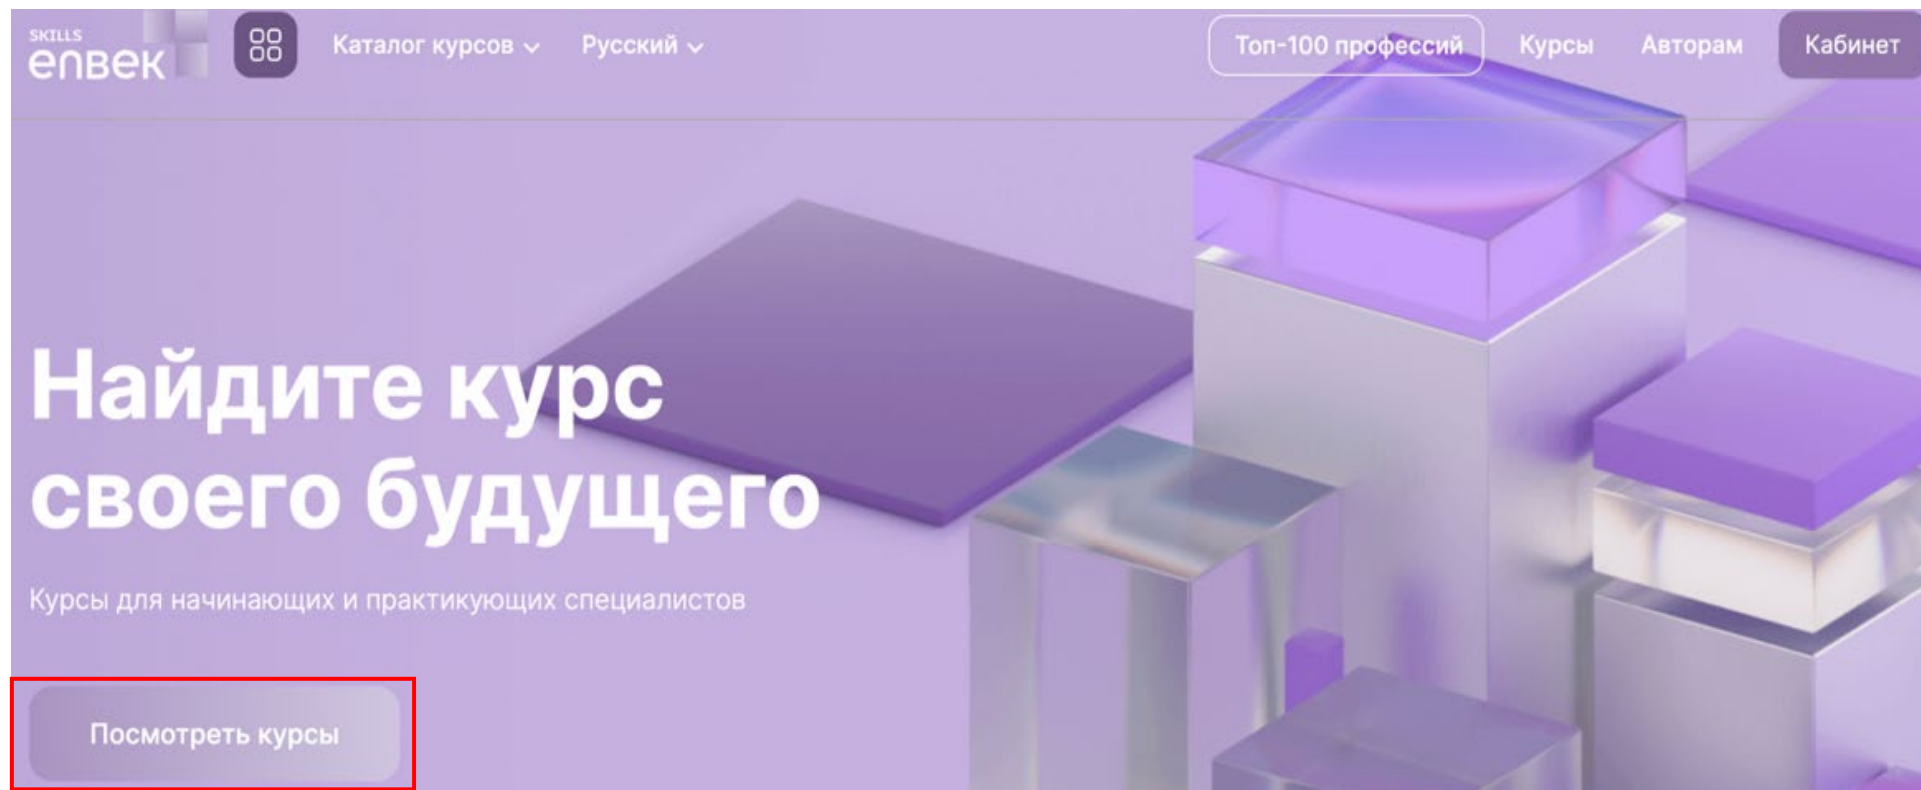 SKILLS
enbek
Каталог курсов
Русский
Топ-100 профессий
Курсы
Авторам
Кабинет
Найдите курс
своего будущего
Курсы для начинающих и практикующих специалистов
Посмотреть курсы